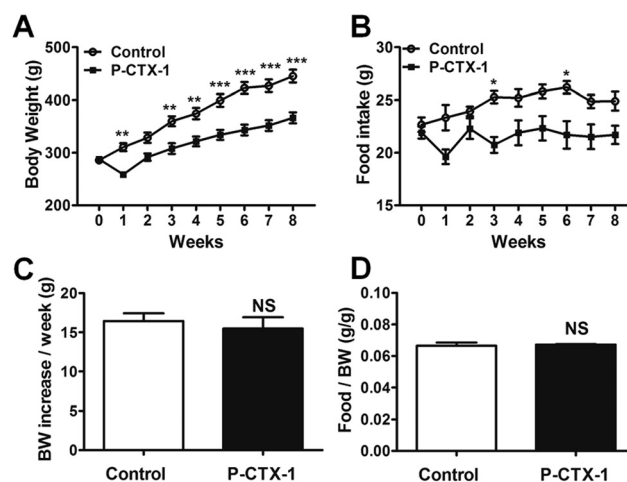 A
Control
P-CTX-1
500
400
300
200
Body Weight (g)
**
**
**
***
***
***
***
0 1 2 3 4 5 6 7 8
Weeks
B
Control
P-CTX-1
30
25
20
15
Food intake (g)
*
*
0 1 2 3 4 5 6 7 8
Weeks
C
20
15
10
5
0
BW increase / week (g)
NS
Control
P-CTX-1
D
0.10
0.08
0.06
0.04
0.02
0.00
Food / BW (g/g)
NS
Control
P-CTX-1